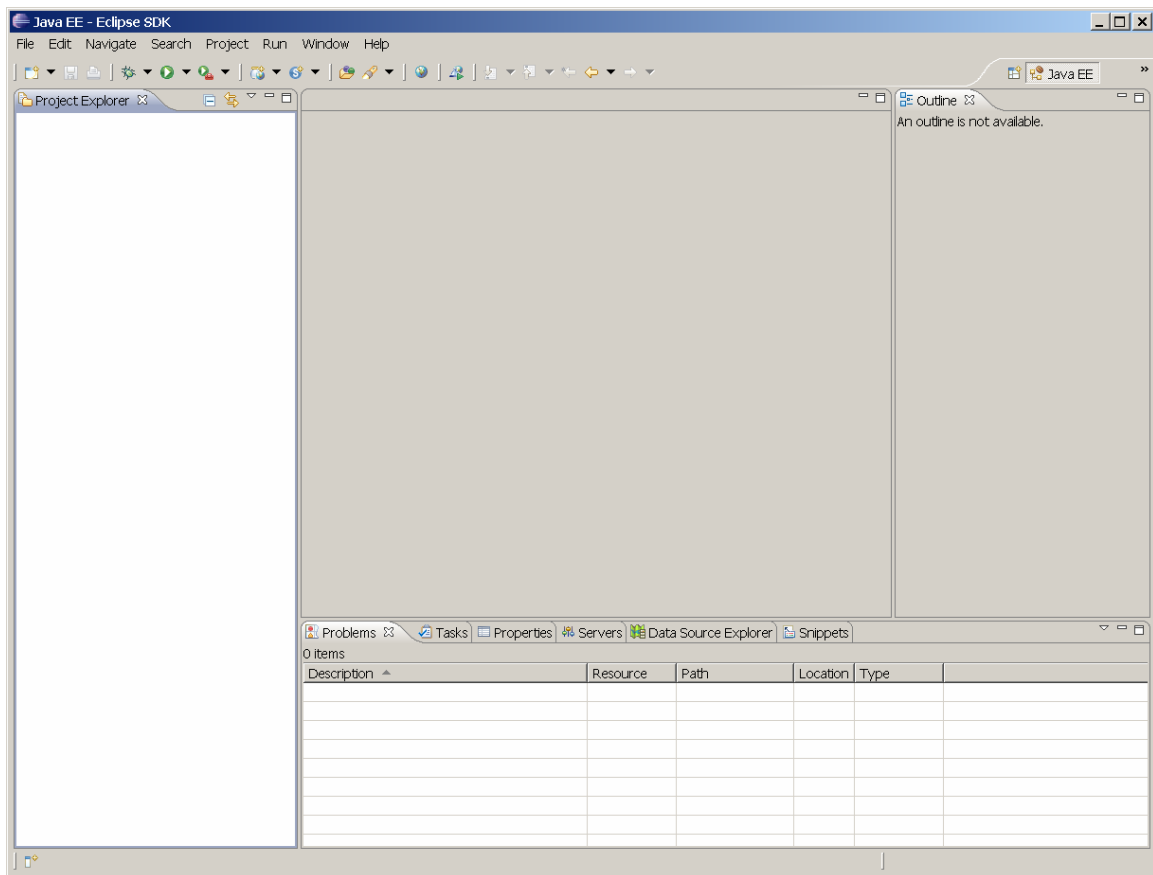 Java EE - Eclipse SDK
File Edit Navigate Search Project Run Window Help
Java EE »
Project Explorer
Outline
An outline is not available.
Problems Tasks Properties Servers Data Source Explorer Snippets
0 items
Description Resource Path Location Type